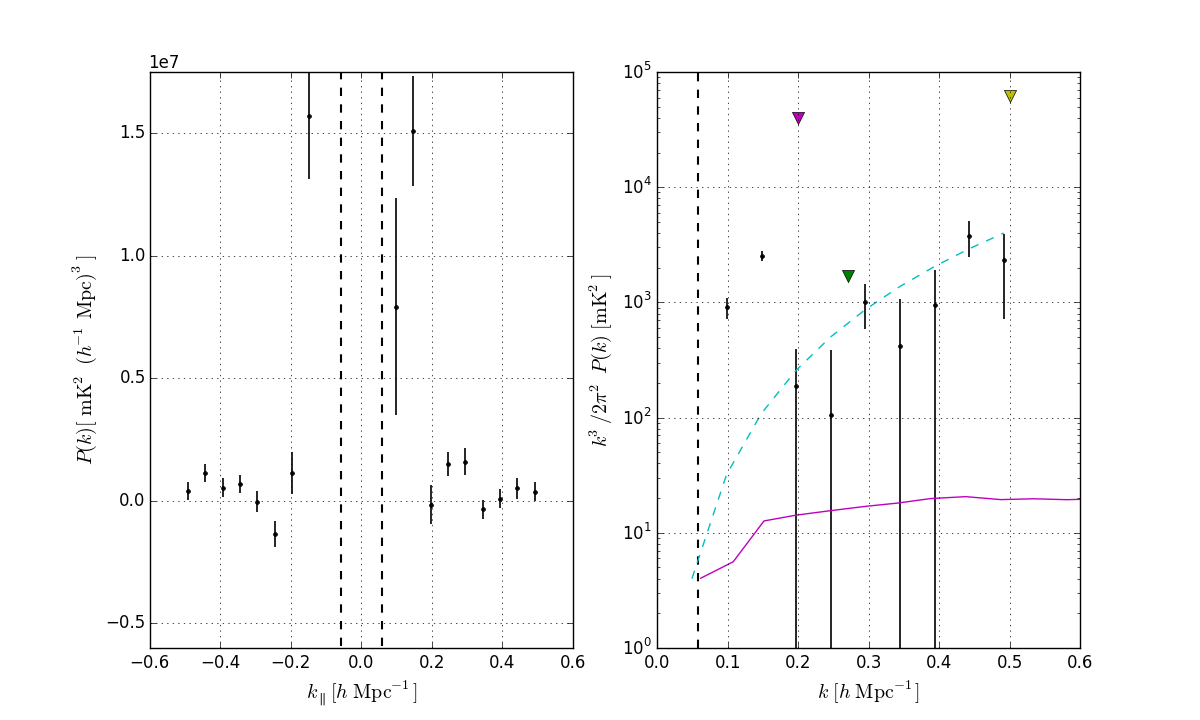 1e7
1.5
1.0
0.5
0.0
−0.5
−0.6 −0.4 −0.2 0.0 0.2 0.4 0.6
k∥ [h Mpc⁻¹]
P(k)[ mK² (h⁻¹ Mpc)³ ]
10⁵
10⁴
10³
10²
10¹
10⁰
0.0 0.1 0.2 0.3 0.4 0.5 0.6
k [h Mpc⁻¹]
k³/2π² P(k) [mK²]